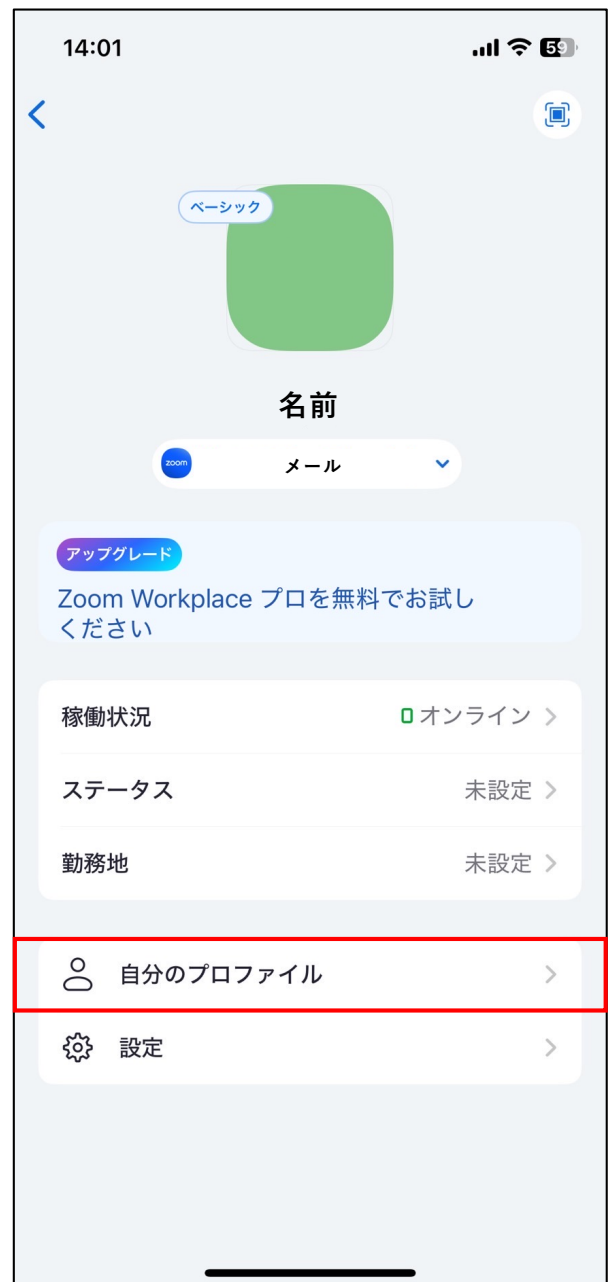 14:01
59
ベーシック
名前
zoom
メール
アップグレード
Zoom Workplace プロを無料でお試し
ください
稼働状況
オンライン
ステータス
未設定
勤務地
未設定
自分のプロファイル
設定